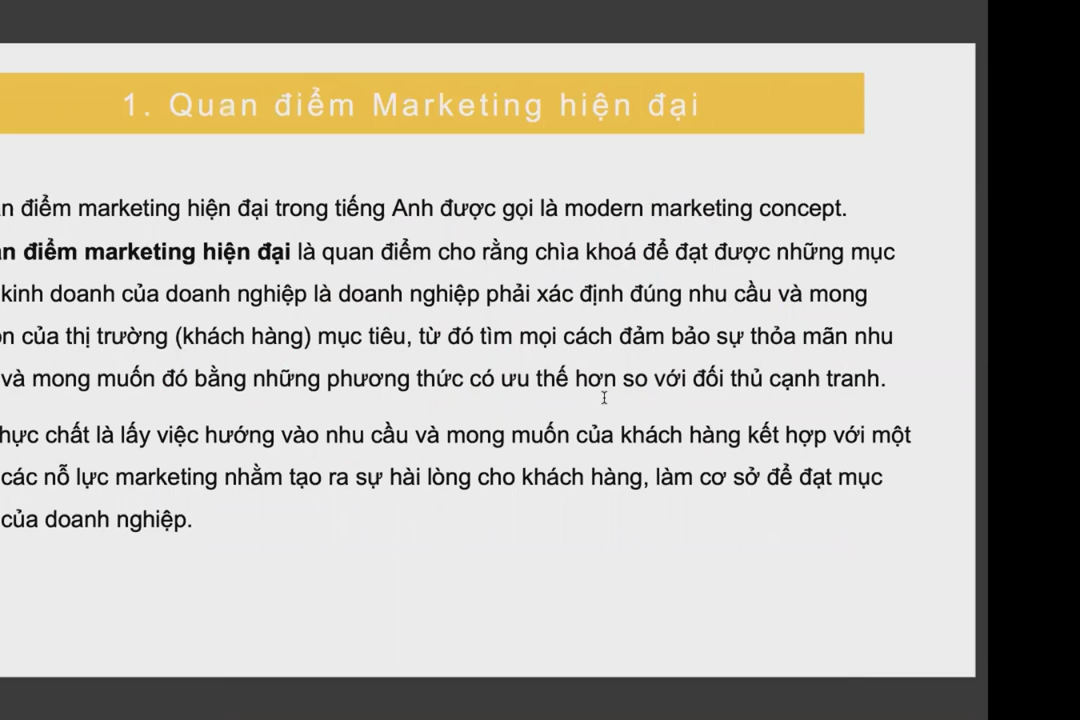 1. Quan điểm Marketing hiện đại
điểm marketing hiện đại trong tiếng Anh được gọi là modern marketing concept.
điểm marketing hiện đại là quan điểm cho rằng chìa khoá để đạt được những mục
kinh doanh của doanh nghiệp là doanh nghiệp phải xác định đúng nhu cầu và mong
của thị trường (khách hàng) mục tiêu, từ đó tìm mọi cách đảm bảo sự thỏa mãn nhu
và mong muốn đó bằng những phương thức có ưu thế hơn so với đối thủ cạnh tranh.
chất là lấy việc hướng vào nhu cầu và mong muốn của khách hàng kết hợp với một
các nỗ lực marketing nhằm tạo ra sự hài lòng cho khách hàng, làm cơ sở để đạt mục
của doanh nghiệp.